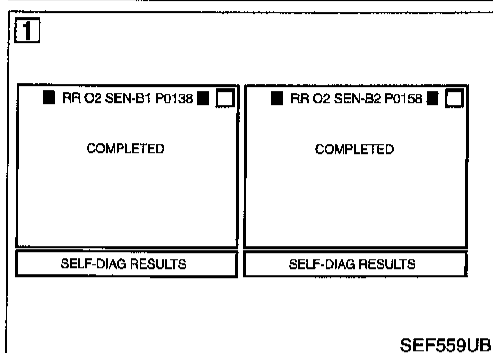 1
RR O2 SEN-B1 P0138
COMPLETED
SELF-DIAG RESULTS
RR O2 SEN-B2 P0158
COMPLETED
SELF-DIAG RESULTS
SEF559UB